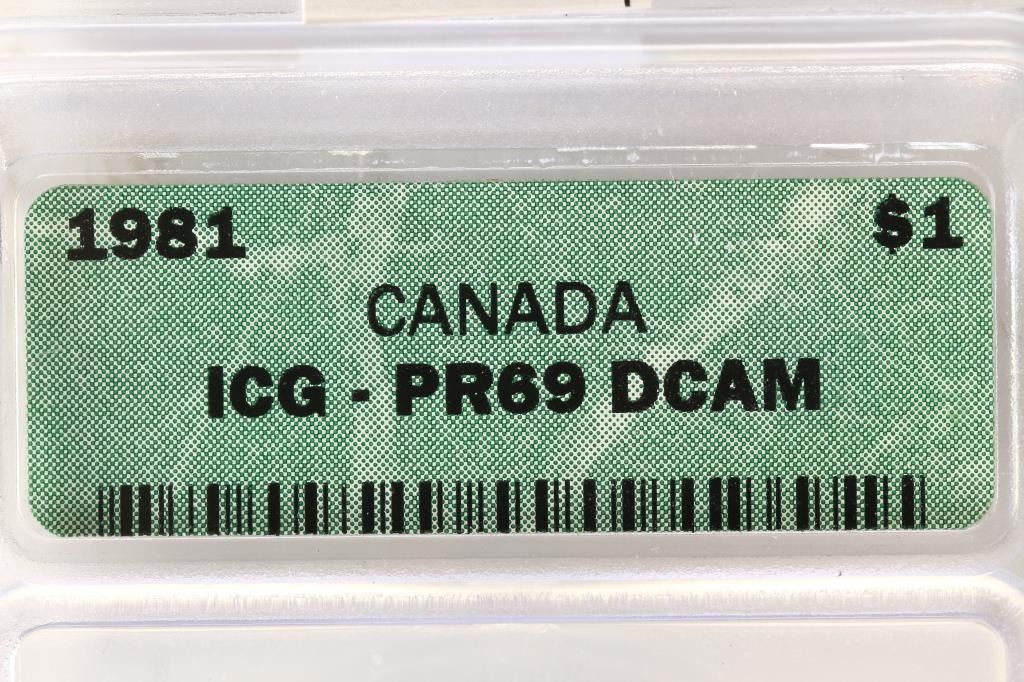 1981 $1
CANADA
ICG - PR69 DCAM